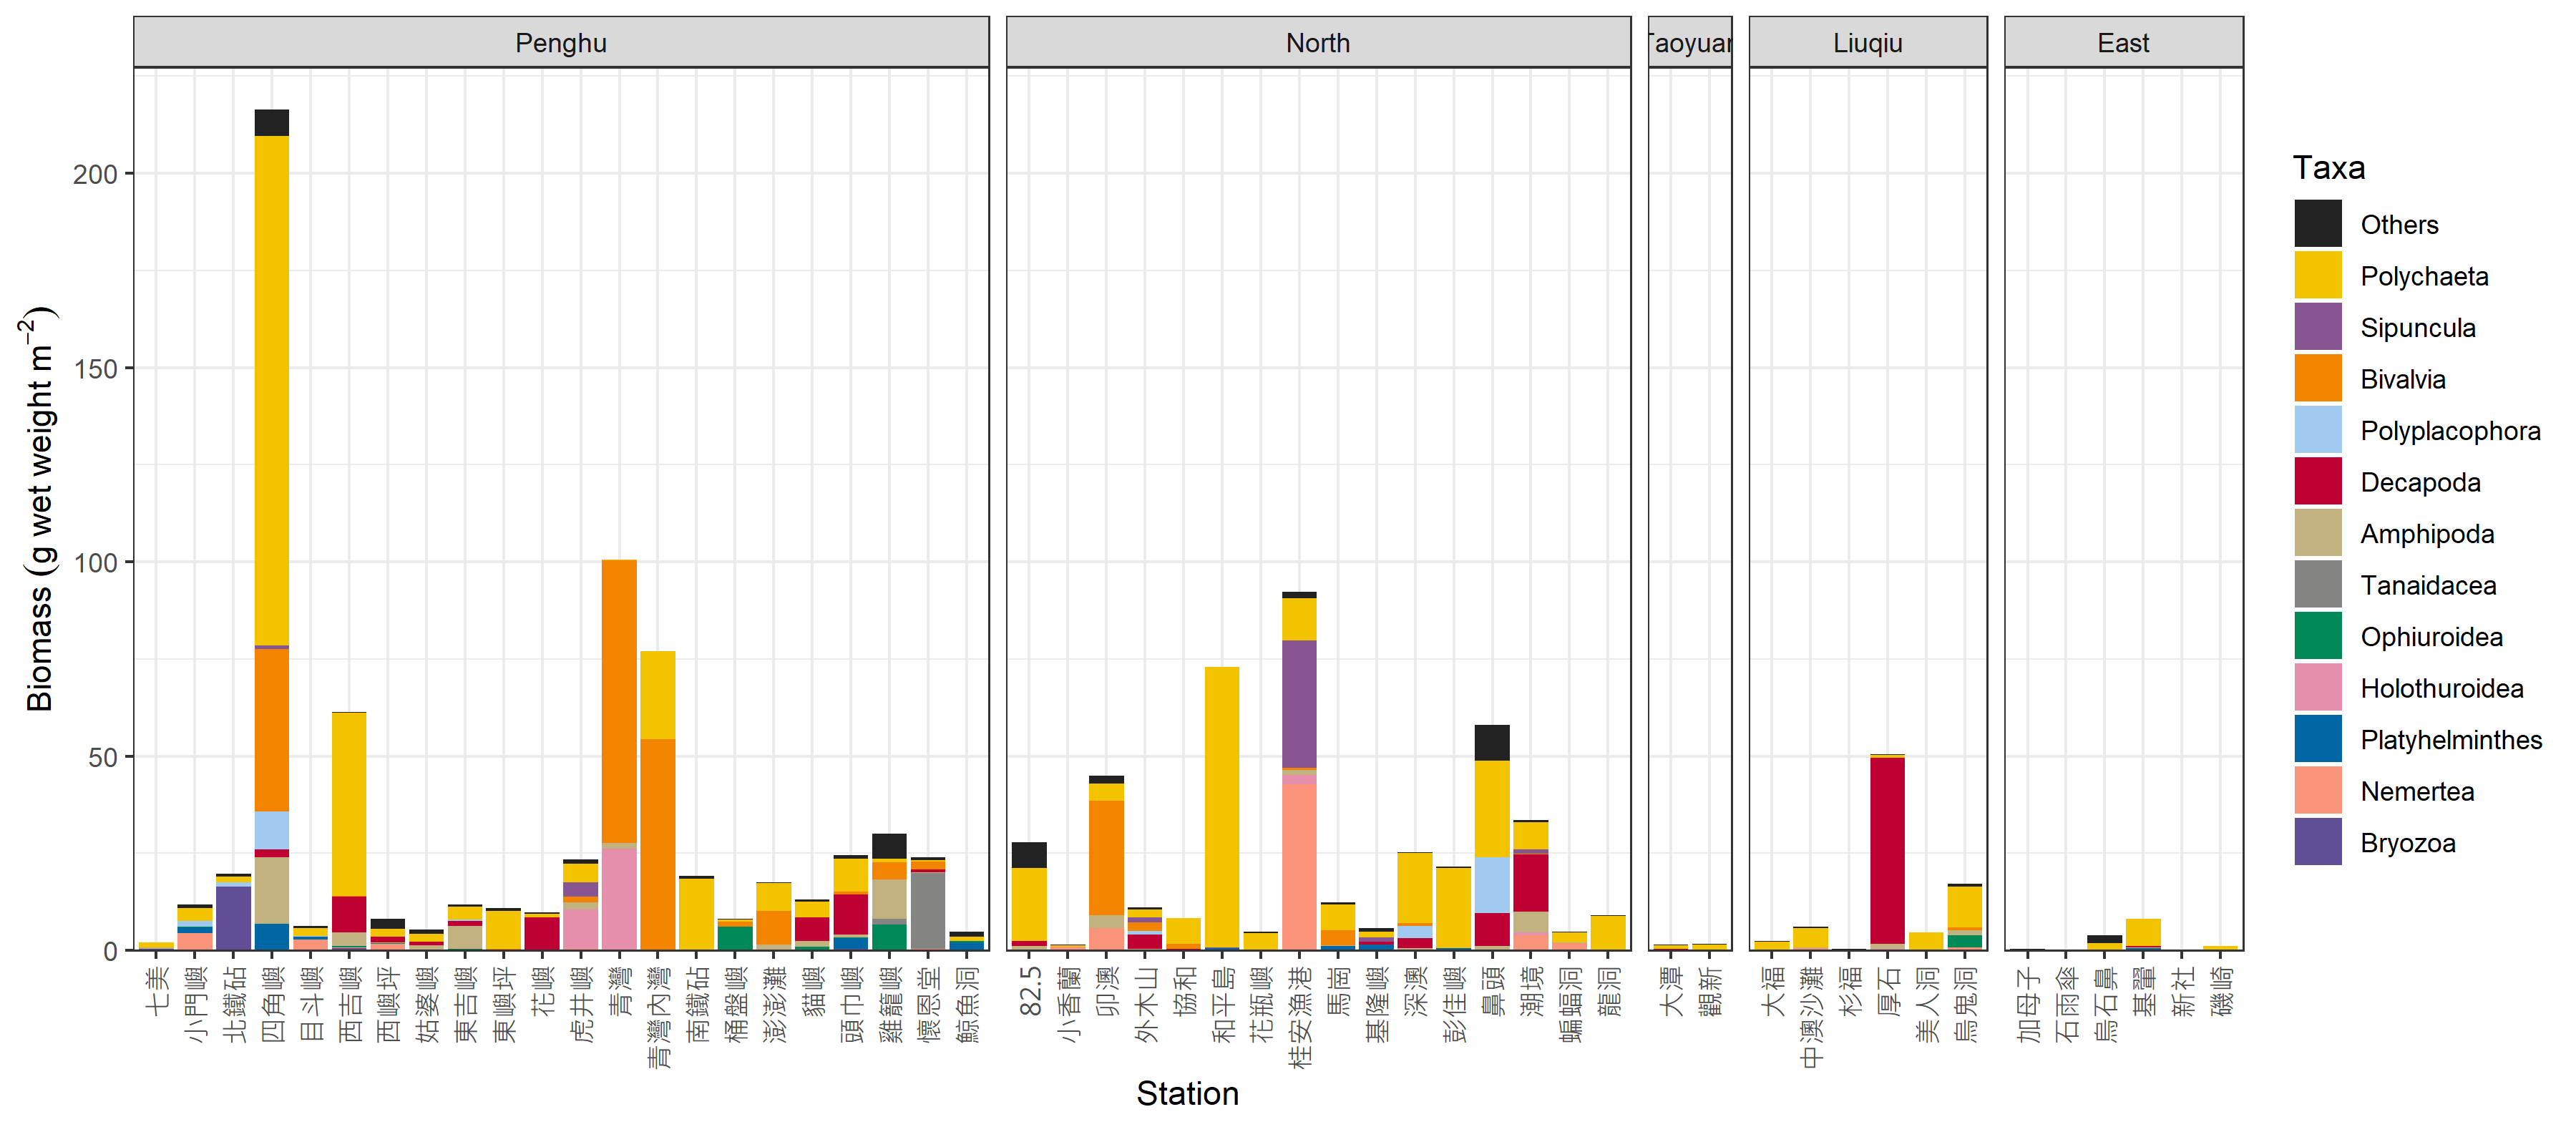 Penghu
North
Taoyuan
Liuqiu
East
Biomass (g wet weight m⁻²)
200
150
100
50
0
七美
小門嶼
北鐵砧
四角嶼
目斗嶼
西吉嶼
西嶼坪
姑婆嶼
東吉嶼
東嶼坪
花嶼
虎井嶼
青灣
青灣內灣
南鐵砧
桶盤嶼
澎澎灘
貓嶼
頭巾嶼
雞籠嶼
懷恩堂
鯨魚洞
82.5
小香蘭
卯澳
外木山
協和
和平島
花瓶嶼
桂安漁港
馬崗
基隆嶼
深澳
彭佳嶼
鼻頭
潮境
蝙蝠洞
龍洞
大潭
觀新
大福
中澳沙灘
杉福
厚石
美人洞
烏鬼洞
加母子
石雨傘
烏石鼻
基翬
新社
磯崎
Station
Taxa
Others
Polychaeta
Sipuncula
Bivalvia
Polyplacophora
Decapoda
Amphipoda
Tanaidacea
Ophiuroidea
Holothuroidea
Platyhelminthes
Nemertea
Bryozoa